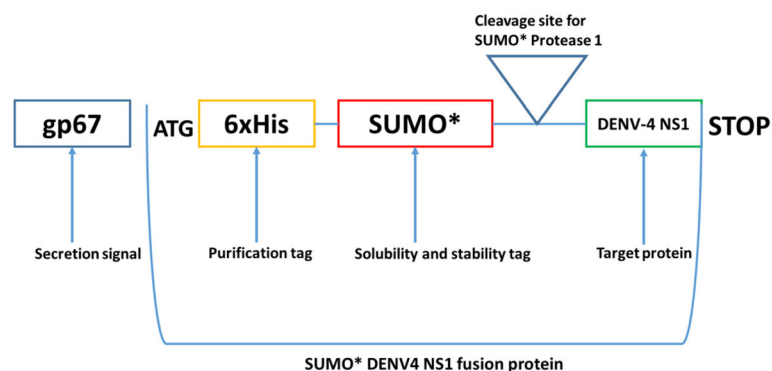 Cleavage site for
SUMO* Protease 1
gp67
ATG
6xHis
SUMO*
DENV-4 NS1
STOP
Secretion signal
Purification tag
Solubility and stability tag
Target protein
SUMO* DENV4 NS1 fusion protein